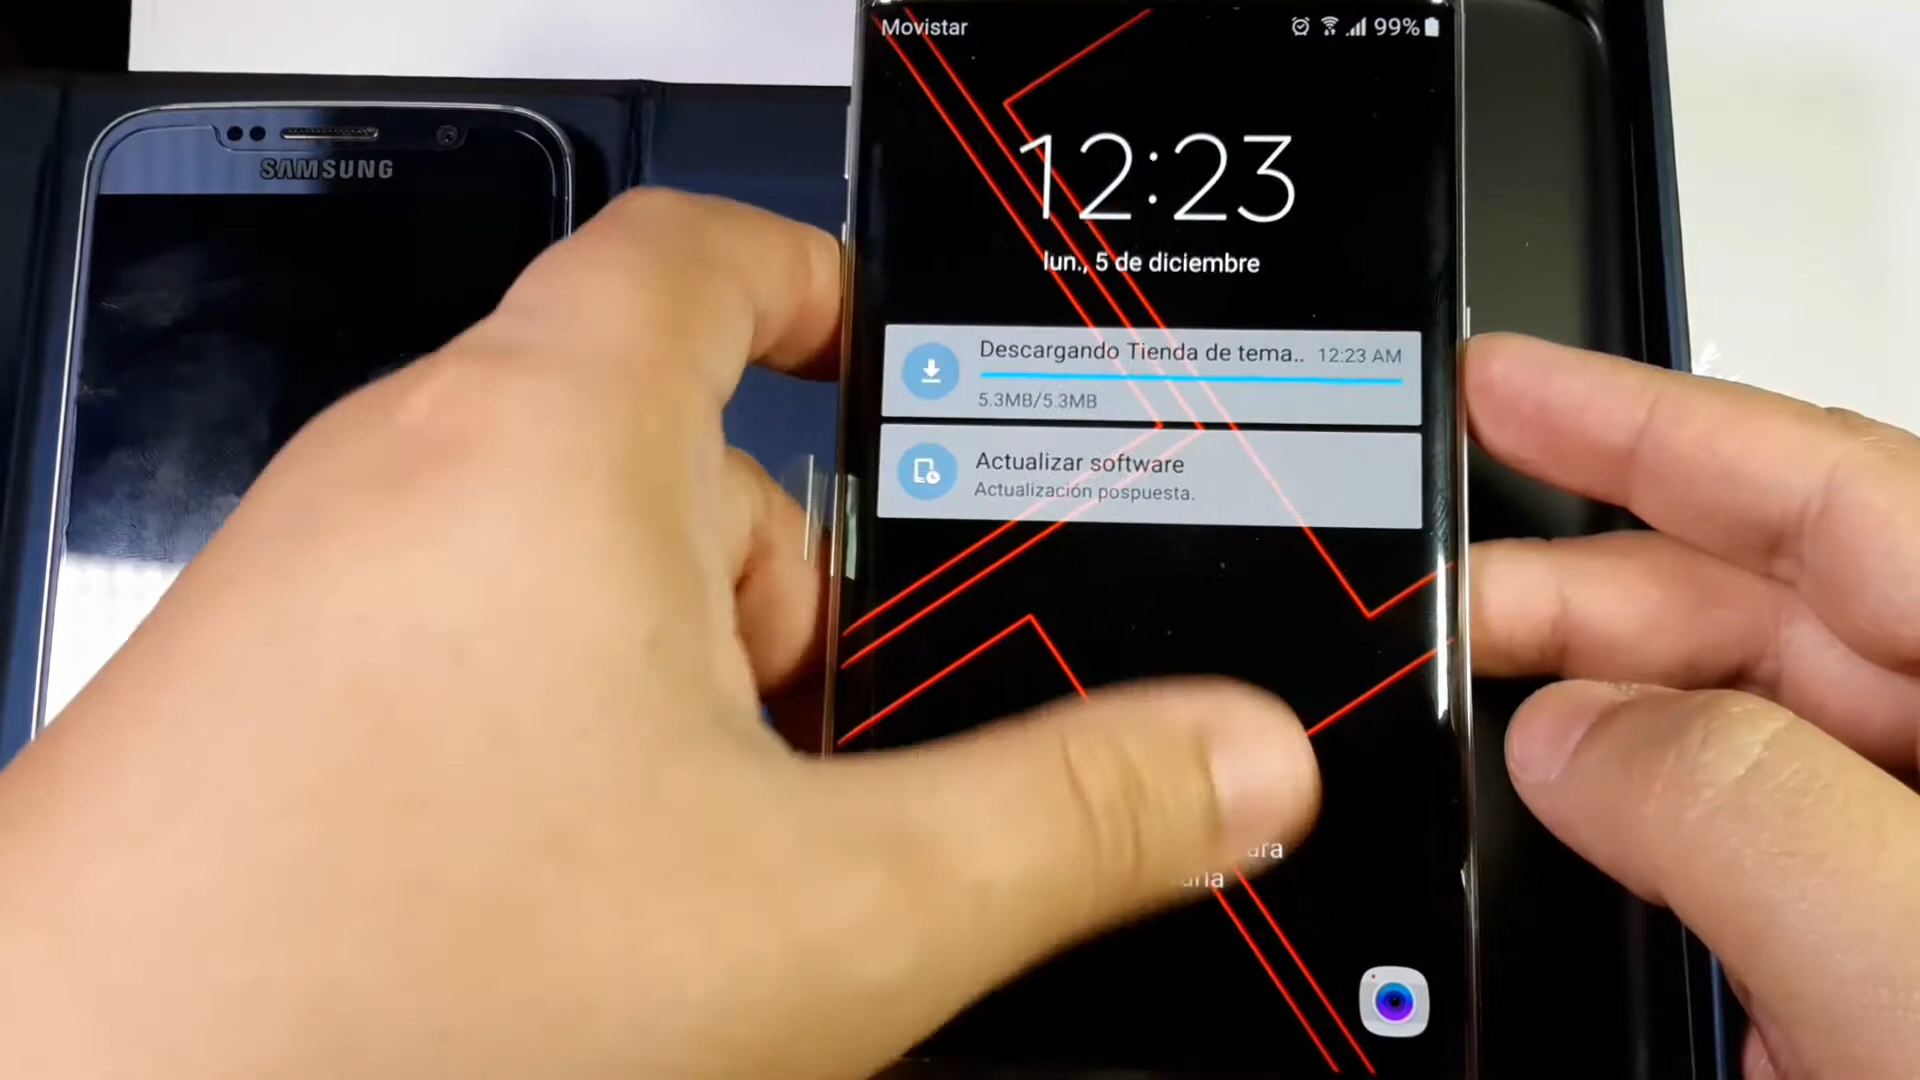 Movistar
99%
SAMSUNG
12:23
lun., 5 de diciembre
Descargando Tienda de tema.. 12:23 AM
5.3MB/5.3MB
Actualizar software
Actualización pospuesta.